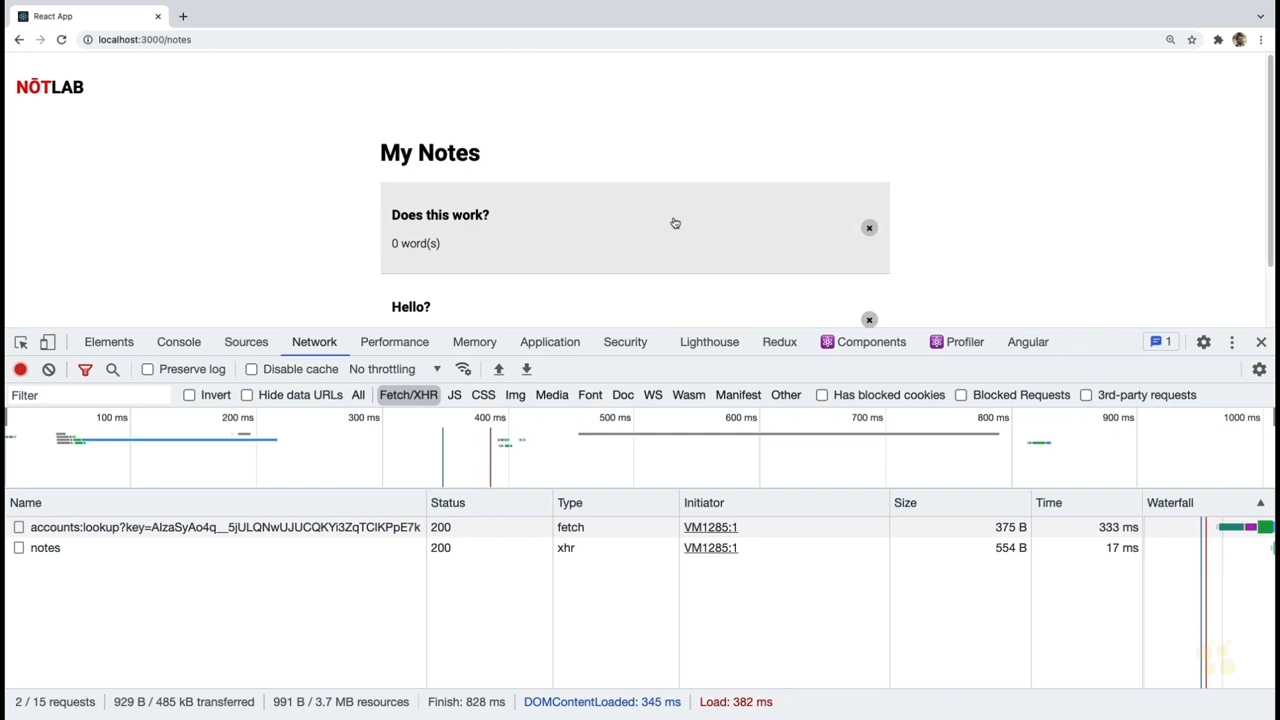 React App
localhost:3000/notes
NŌTLAB
My Notes
Does this work?
0 word(s)
Hello?
Elements Console Sources Network Performance Memory Application Security Lighthouse Redux Components Profiler Angular 1
Preserve log Disable cache No throttling
Filter Invert Hide data URLs All Fetch/XHR JS CSS Img Media Font Doc WS Wasm Manifest Other Has blocked cookies Blocked Requests 3rd-party requests
100 ms 200 ms 300 ms 400 ms 500 ms 600 ms 700 ms 800 ms 900 ms 1000 ms
Name Status Type Initiator Size Time Waterfall
accounts:lookup?key=AIzaSyAo4q__5jULQNwUJUCQKYi3ZqTClKPpE7k 200 fetch VM1285:1 375 B 333 ms
notes 200 xhr VM1285:1 554 B 17 ms
2 / 15 requests 929 B / 485 kB transferred 991 B / 3.7 MB resources Finish: 828 ms DOMContentLoaded: 345 ms Load: 382 ms